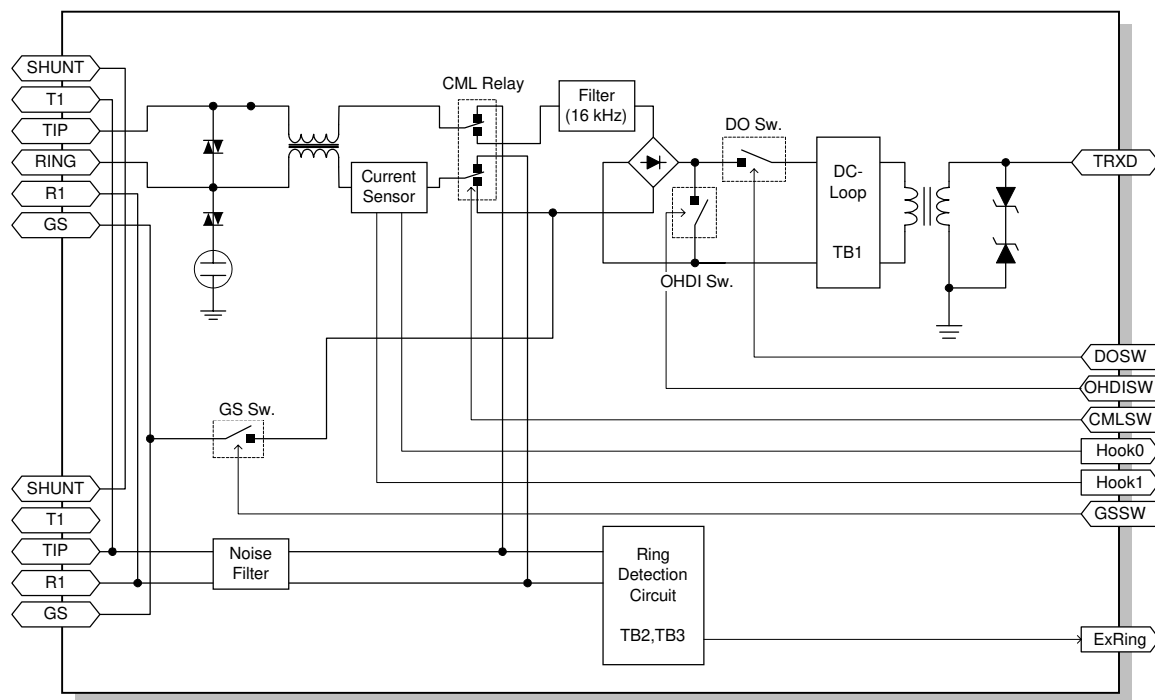 SHUNT
T1
TIP
RING
R1
GS
CML Relay
Filter
(16 kHz)
DO Sw.
Current
Sensor
DC-
Loop
TB1
OHDI Sw.
TRXD
DOSW
OHDISW
CMLSW
Hook0
Hook1
GSSW
GS Sw.
SHUNT
T1
TIP
R1
GS
Noise
Filter
Ring
Detection
Circuit
TB2,TB3
ExRing